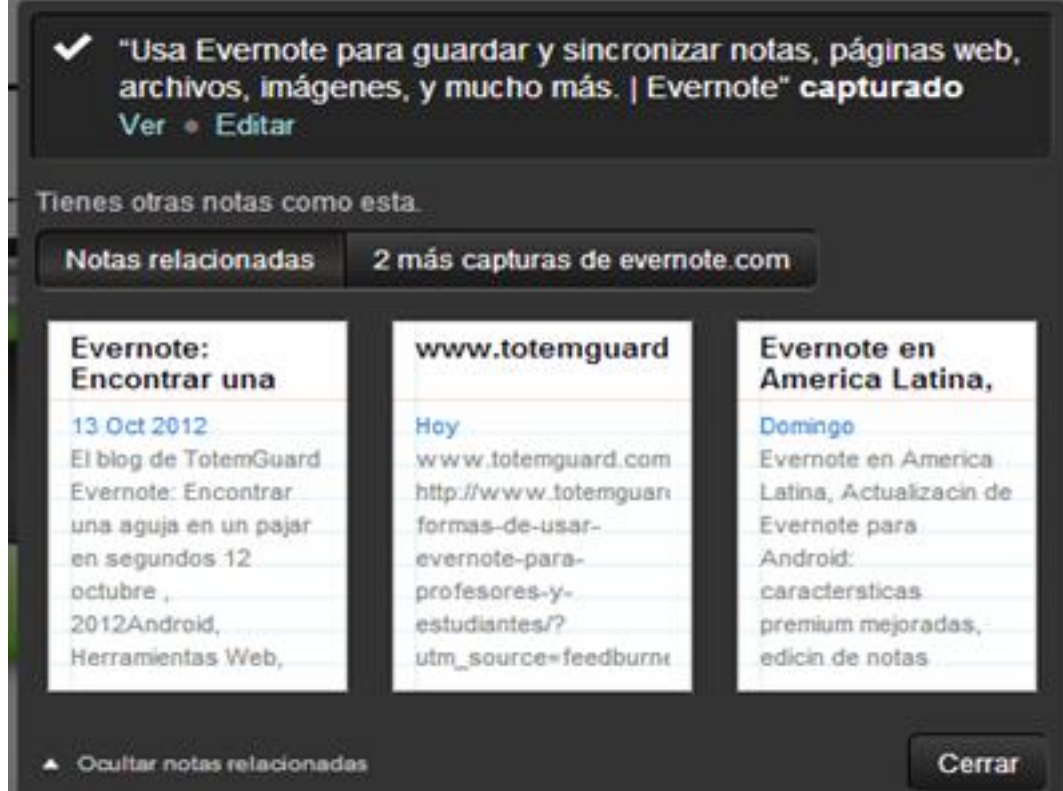 "Usa Evernote para guardar y sincronizar notas, páginas web,
archivos, imágenes, y mucho más. | Evernote" capturado
Ver • Editar
Tienes otras notas como esta.
Notas relacionadas
2 más capturas de evernote.com
Evernote:
Encontrar una
13 Oct 2012
El blog de TotemGuard
Evernote: Encontrar
una aguja en un pajar
en segundos 12
octubre ,
2012Android,
Herramientas Web,
www.totemguard
Hoy
www.totemguard.com
http://www.totemguard
formas-de-usar-
evernote-para-
profesores-y-
estudiantes/?
utm_source=feedburne
Evernote en
America Latina,
Domingo
Evernote en America
Latina, Actualizacin de
Evernote para
Android:
caractersticas
premium mejoradas,
edicin de notas
Ocultar notas relacionadas
Cerrar